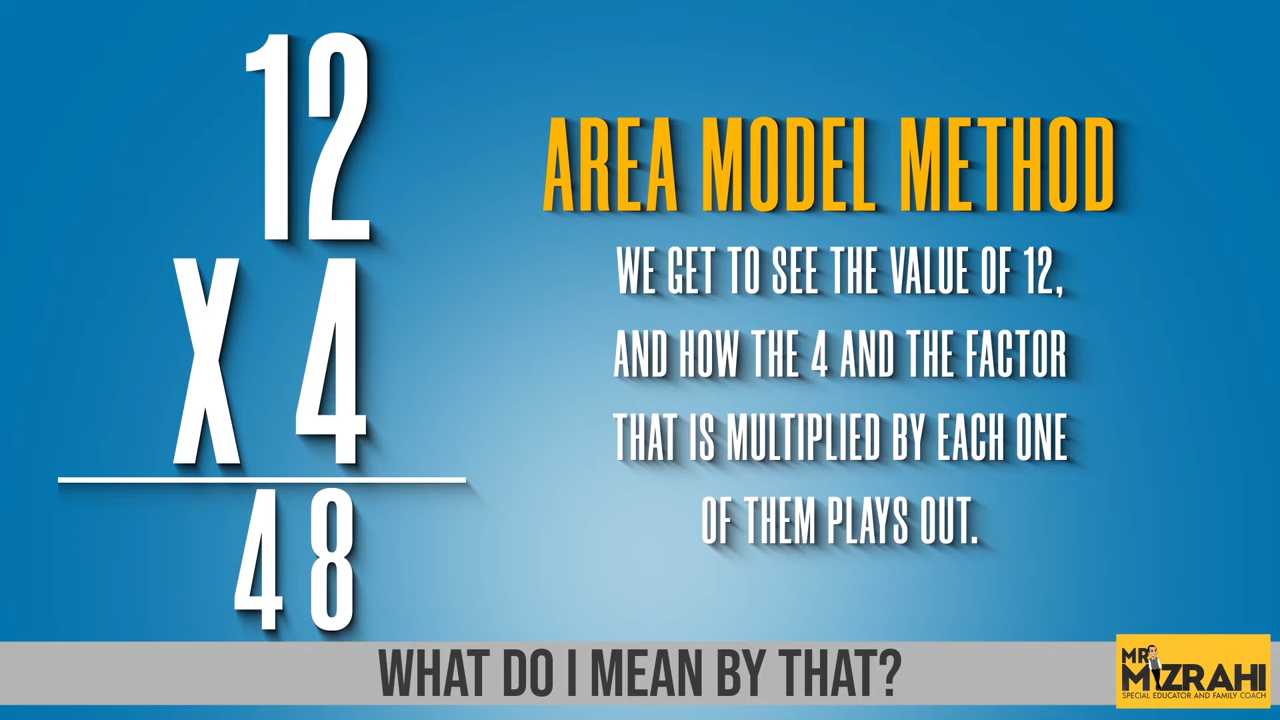 12
X 4
48
AREA MODEL METHOD
WE GET TO SEE THE VALUE OF 12,
AND HOW THE 4 AND THE FACTOR
THAT IS MULTIPLIED BY EACH ONE
OF THEM PLAYS OUT.
WHAT DO I MEAN BY THAT?
MR
MIZRAHI
SPECIAL EDUCATOR AND FAMILY COACH